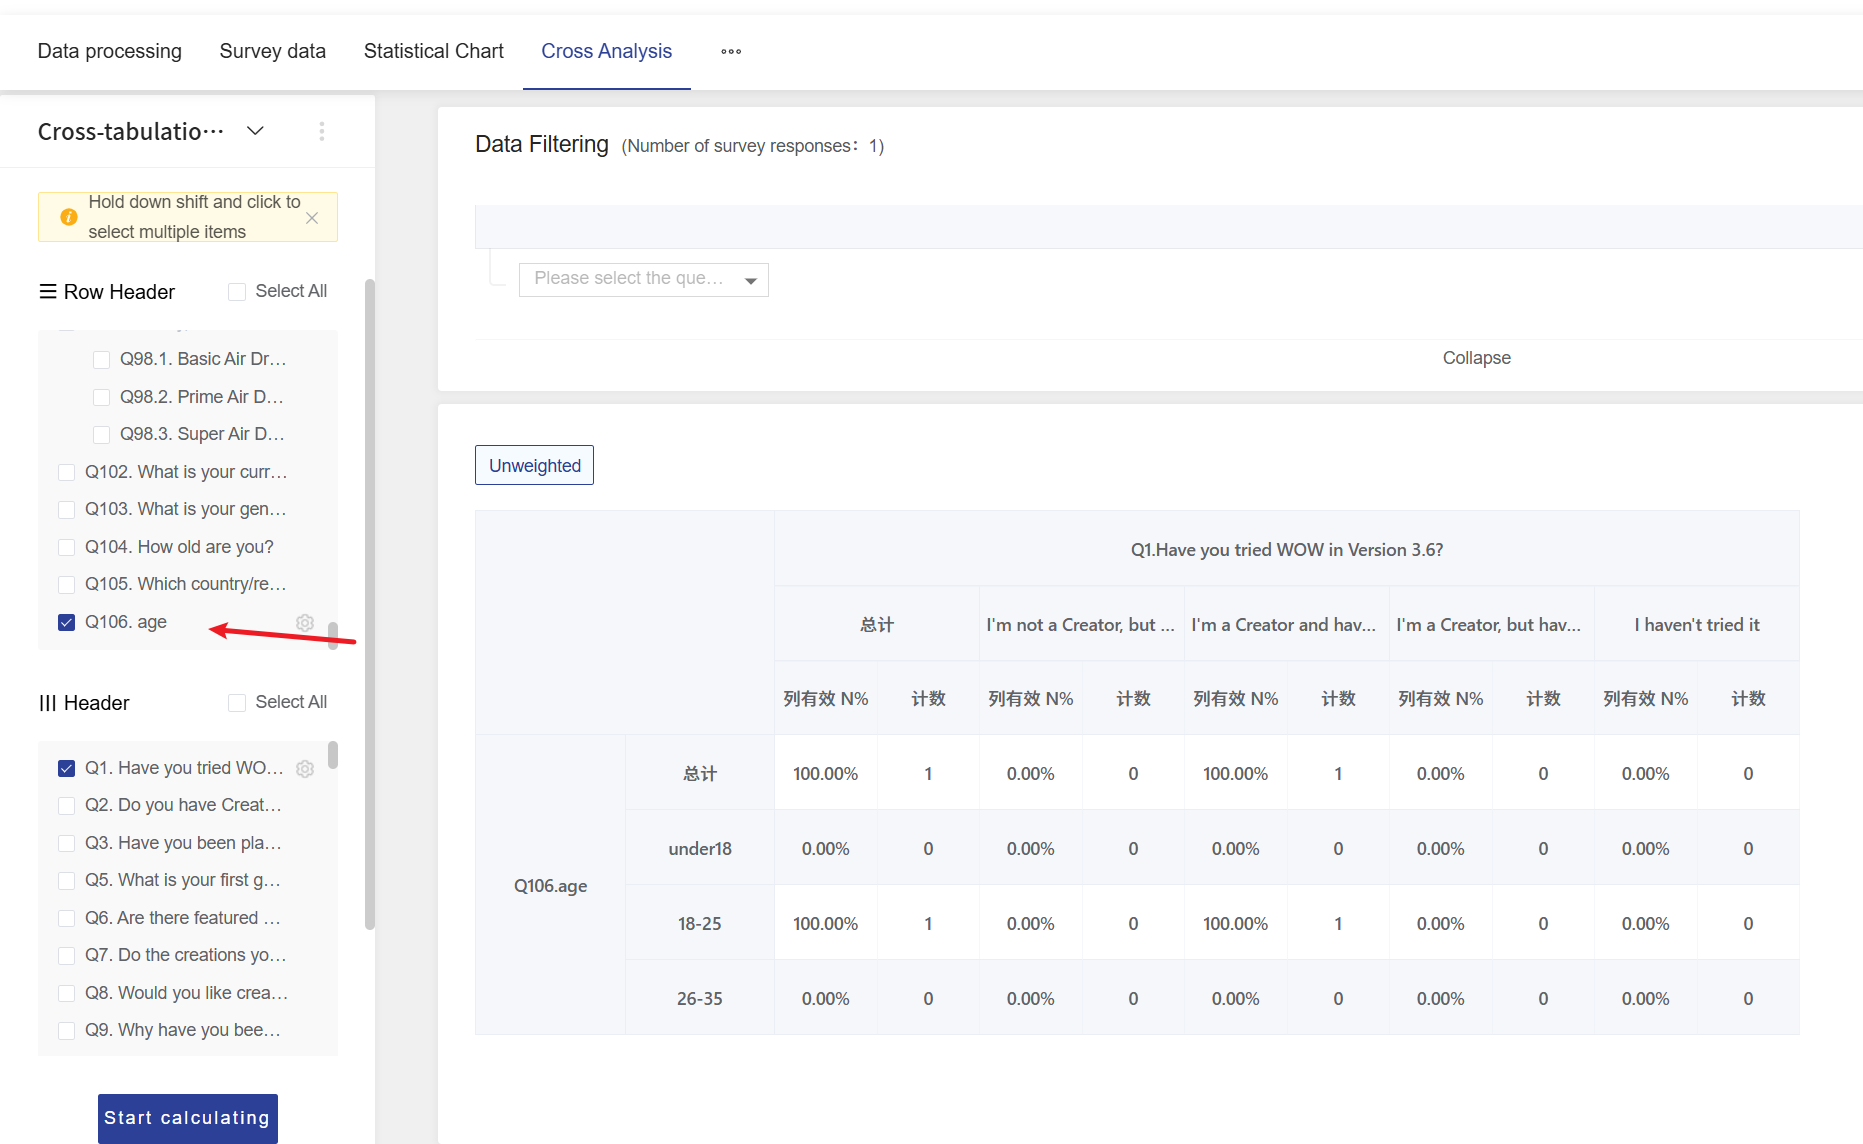 Data processing Survey data Statistical Chart Cross Analysis
Cross-tabulatio···
Hold down shift and click to
select multiple items
Row Header Select All
Q98.1. Basic Air Dr...
Q98.2. Prime Air D...
Q98.3. Super Air D...
Q102. What is your curr...
Q103. What is your gen...
Q104. How old are you?
Q105. Which country/re...
Q106. age
Header Select All
Q1. Have you tried WO...
Q2. Do you have Creat...
Q3. Have you been pla...
Q5. What is your first g...
Q6. Are there featured ...
Q7. Do the creations yo...
Q8. Would you like crea...
Q9. Why have you bee...
Start calculating
Data Filtering (Number of survey responses：1)
Please select the que...
Collapse
Unweighted
Q1.Have you tried WOW in Version 3.6?
总计 I'm not a Creator, but ... I'm a Creator and hav... I'm a Creator, but hav... I haven't tried it
列有效 N% 计数 列有效 N% 计数 列有效 N% 计数 列有效 N% 计数 列有效 N% 计数
Q106.age
总计 100.00% 1 0.00% 0 100.00% 1 0.00% 0 0.00% 0
under18 0.00% 0 0.00% 0 0.00% 0 0.00% 0 0.00% 0
18-25 100.00% 1 0.00% 0 100.00% 1 0.00% 0 0.00% 0
26-35 0.00% 0 0.00% 0 0.00% 0 0.00% 0 0.00% 0